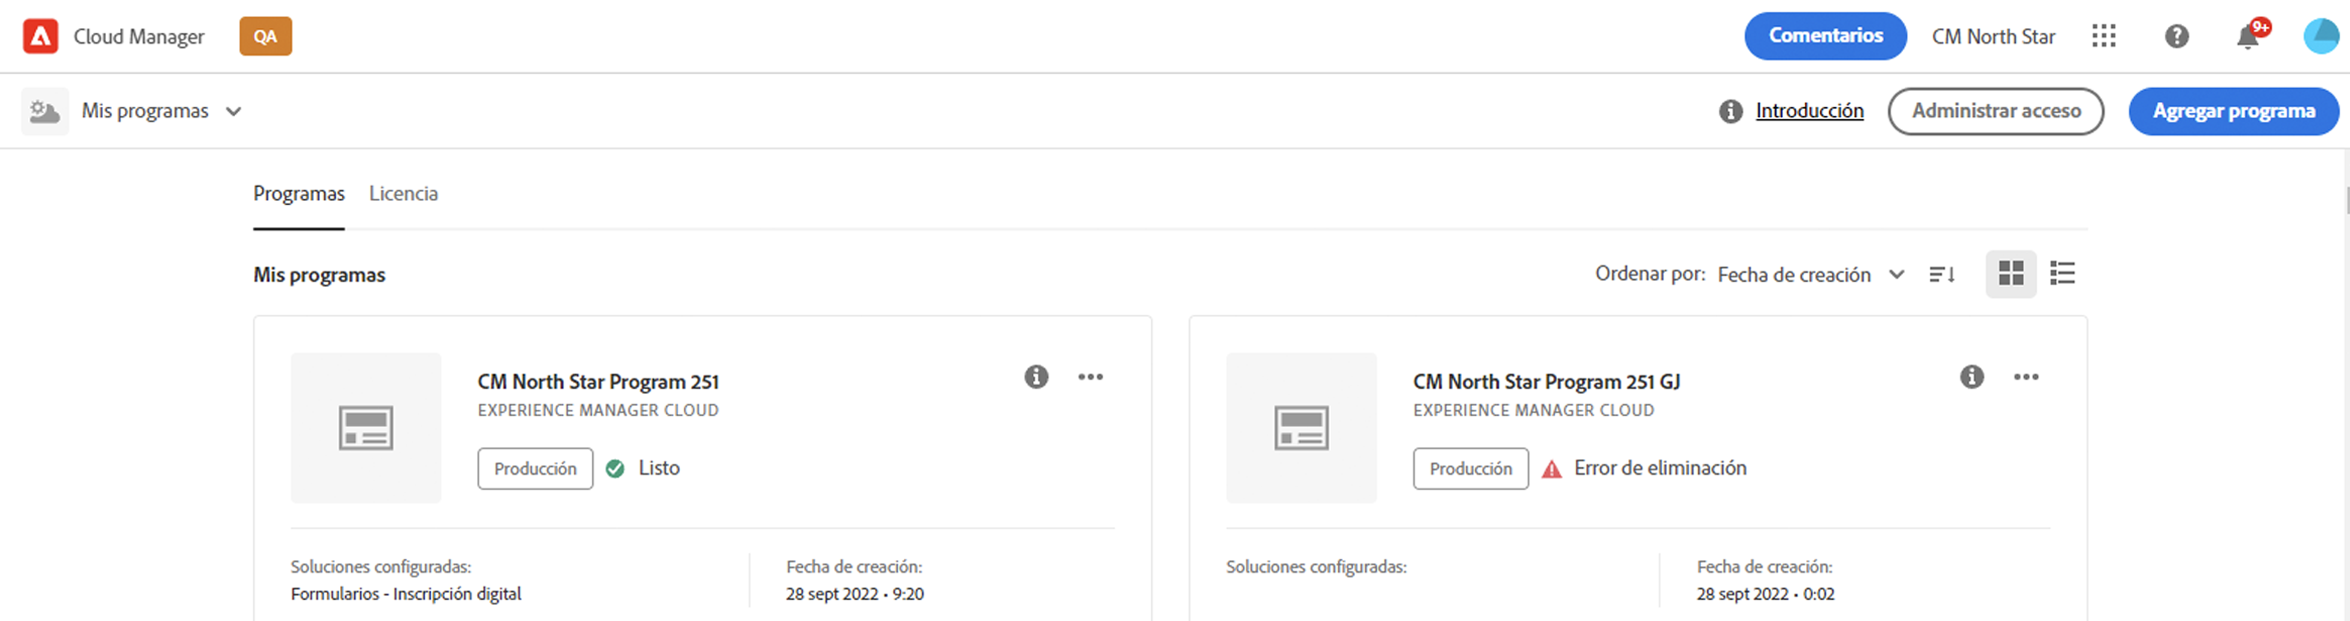 Cloud Manager QA Comentarios CM North Star 9+
Mis programas Introducción Administrar acceso Agregar programa
Programas Licencia
Mis programas Ordenar por: Fecha de creación
CM North Star Program 251
EXPERIENCE MANAGER CLOUD
Producción Listo
Soluciones configuradas:
Formularios - Inscripción digital
Fecha de creación:
28 sept 2022 • 9:20
CM North Star Program 251 GJ
EXPERIENCE MANAGER CLOUD
Producción Error de eliminación
Soluciones configuradas:
Fecha de creación:
28 sept 2022 • 0:02